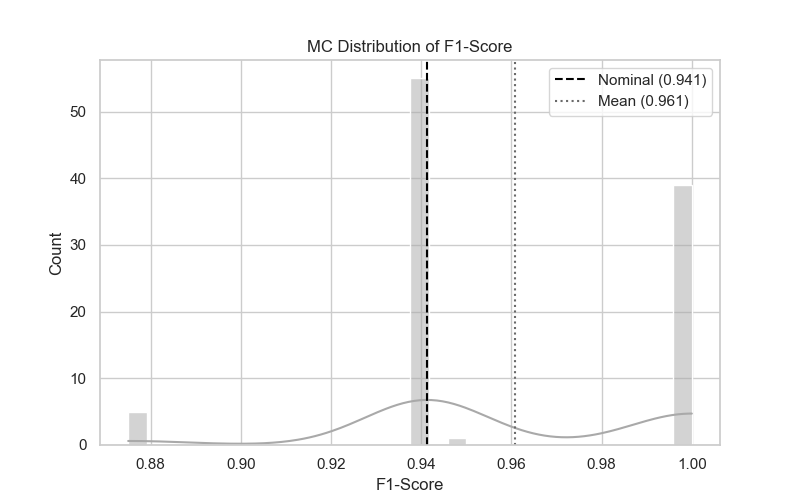 MC Distribution of F1-Score
Nominal (0.941)
Mean (0.961)
50
40
30
20
10
0
Count
0.88 0.90 0.92 0.94 0.96 0.98 1.00
F1-Score